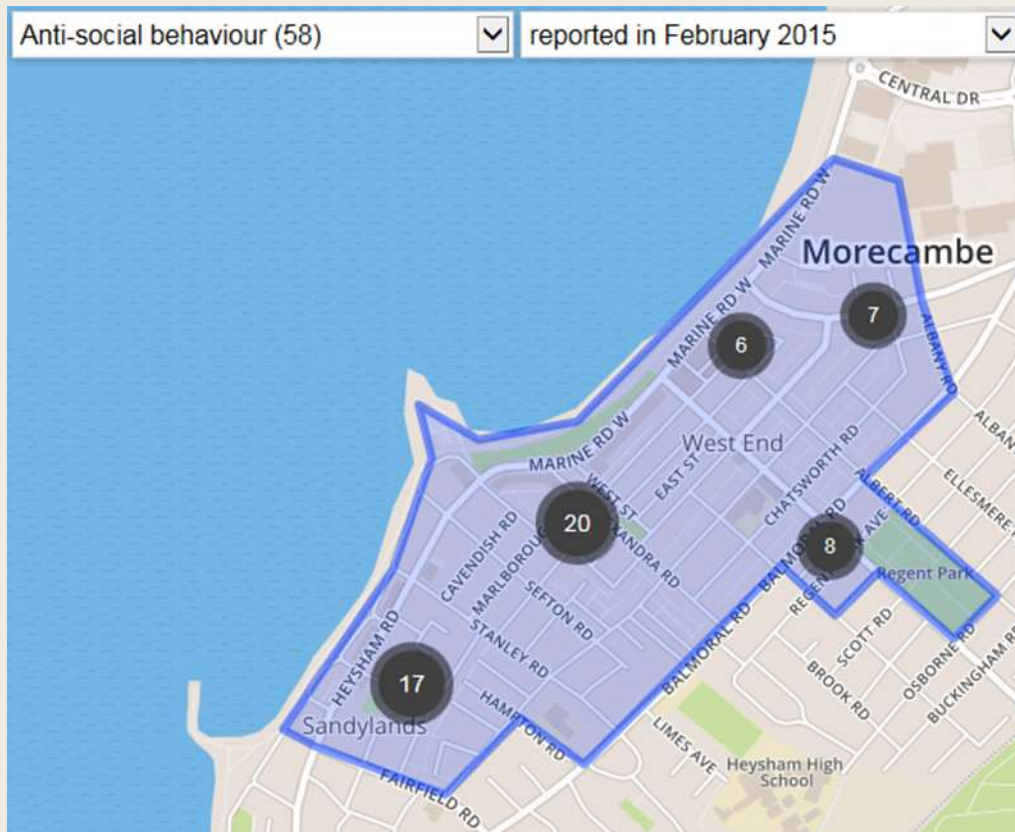 Anti-social behaviour (58)
reported in February 2015
CENTRAL DR
MARINE RD W
Morecambe
MARINE RD W
7
6
ALBANY RD
MARINE RD W
West End
EAST ST
CHATSWORTH RD
ALBAN
ELLESMERE
WEST ST
ALBERT RD
20
XANDRA RD
CAVENDISH RD
MARLBOROUG
SEFTON RD
BALMORAL RD
8
Regent Park
STANLEY RD
SCOTT RD
OSBORNE RD
BUCKINGHAM RD
HEYSHAM RD
17
Sandylands
HAMPTON RD
BALMORAL RD
BROOK RD
LIMES AVE
Heysham High
School
FAIRFIELD RD